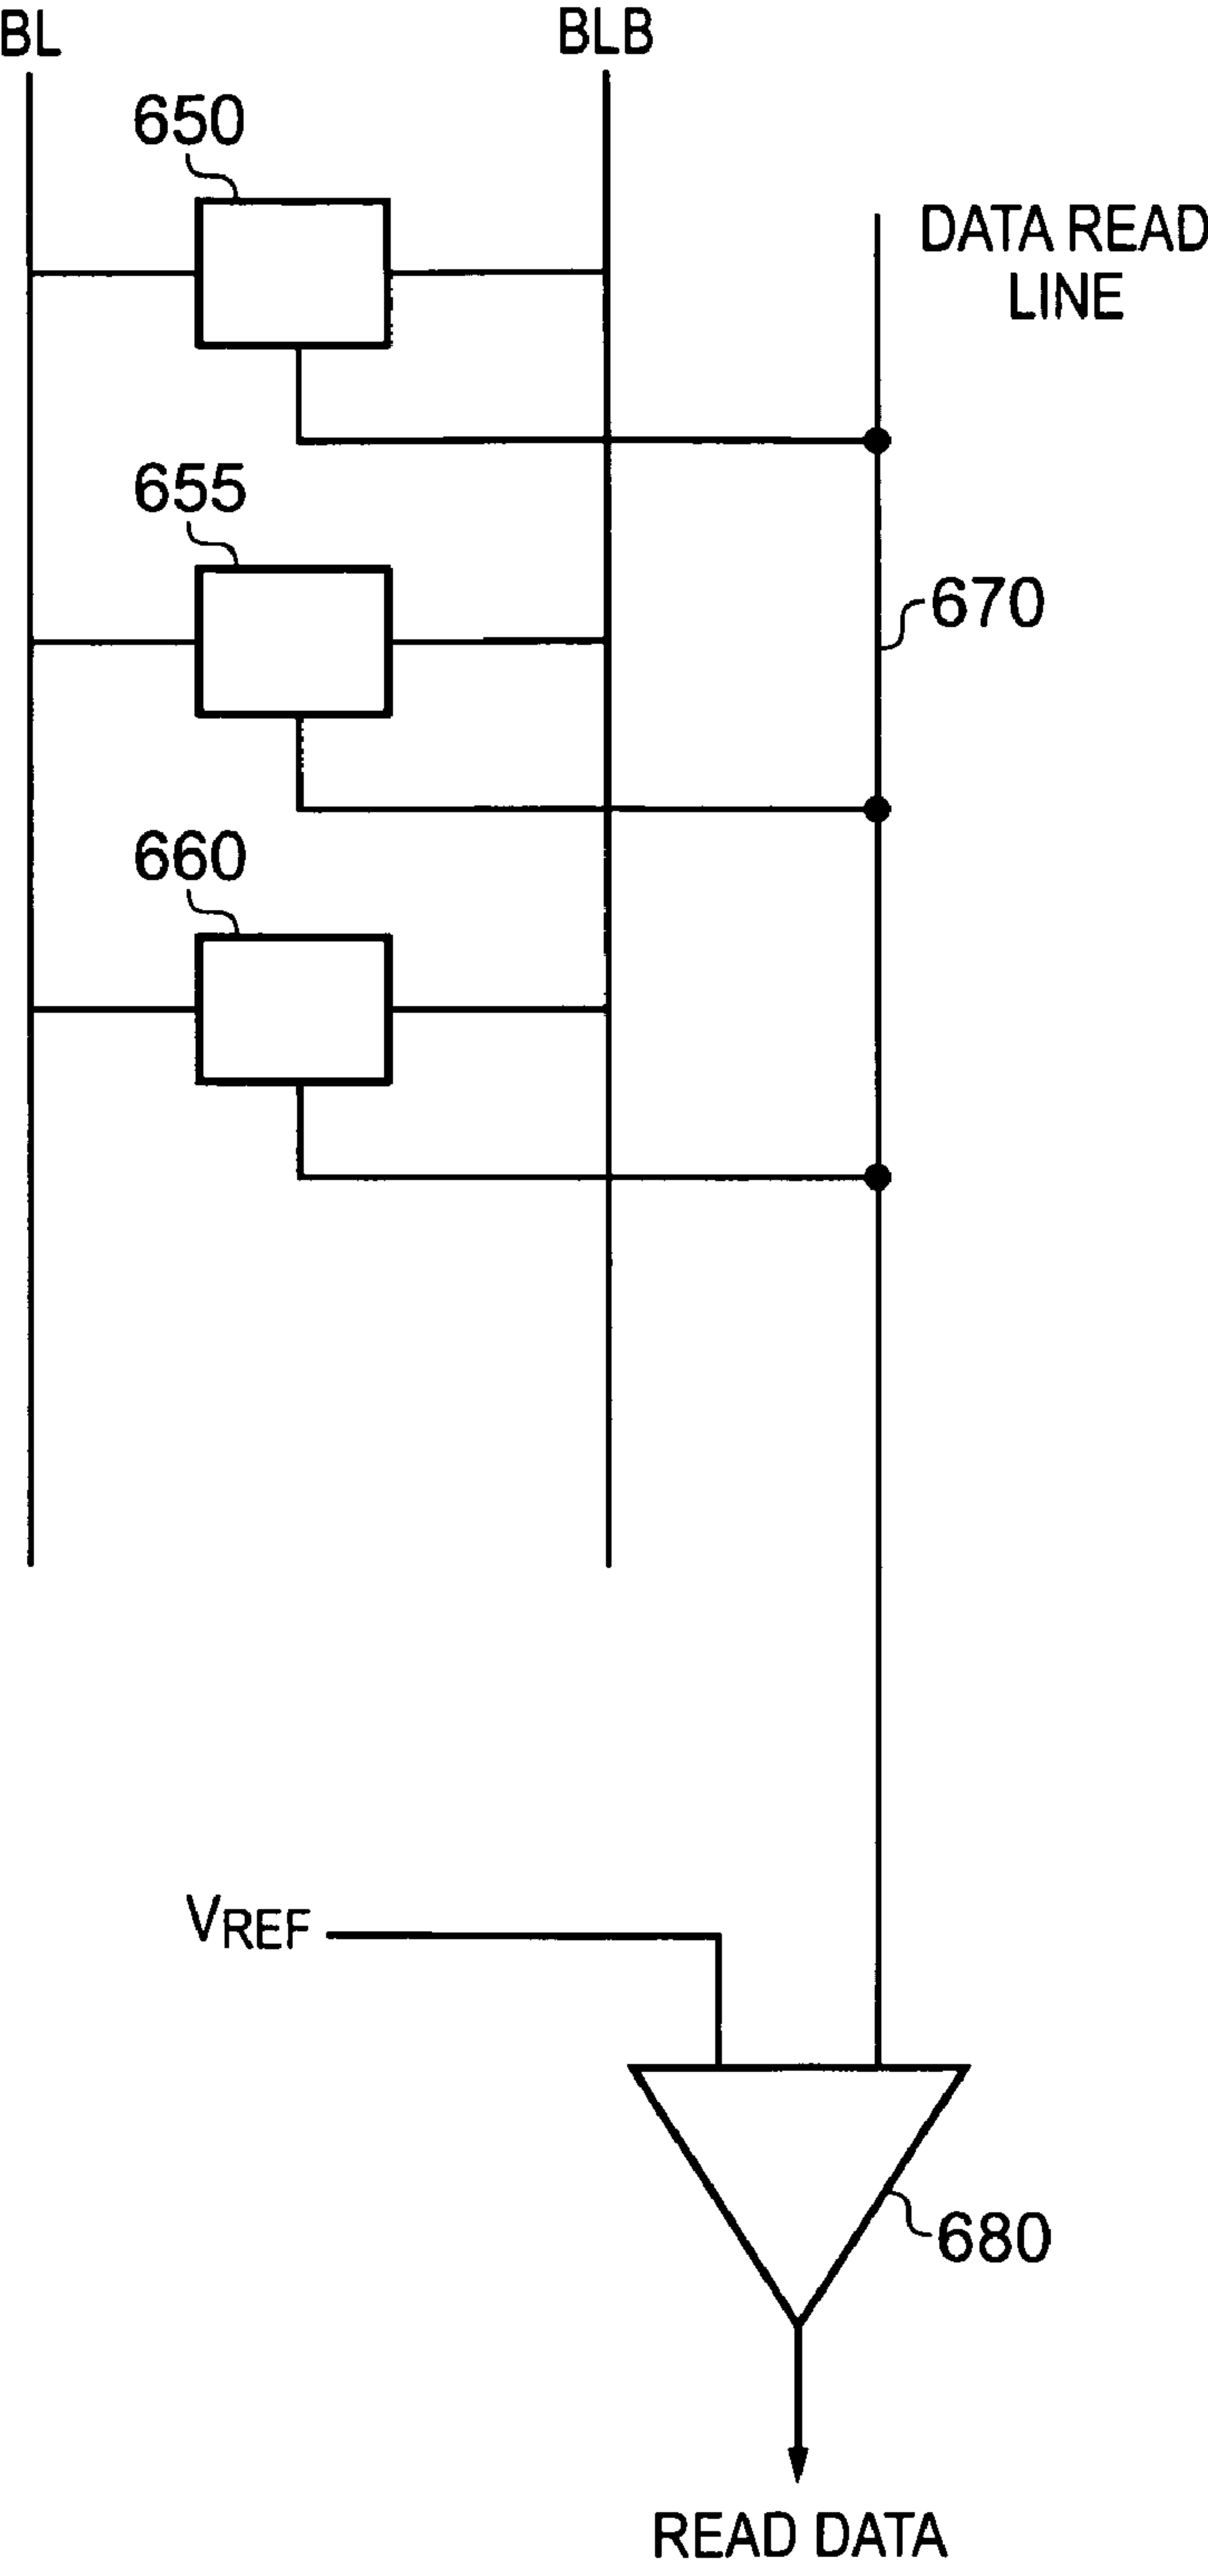 BL
BLB
650
DATA READ
LINE
655
670
660
VREF
680
READ DATA